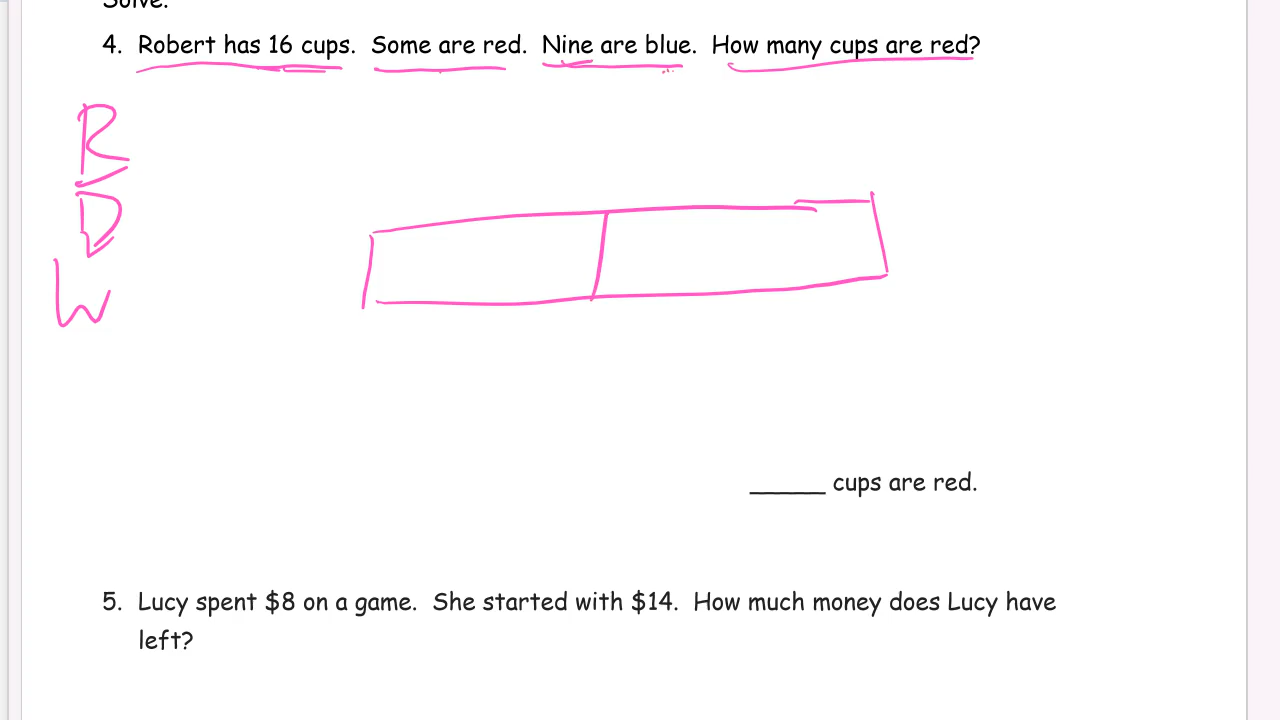 Solve.
4. Robert has 16 cups. Some are red. Nine are blue. How many cups are red?
R
D
W
______ cups are red.
5. Lucy spent $8 on a game. She started with $14. How much money does Lucy have
left?